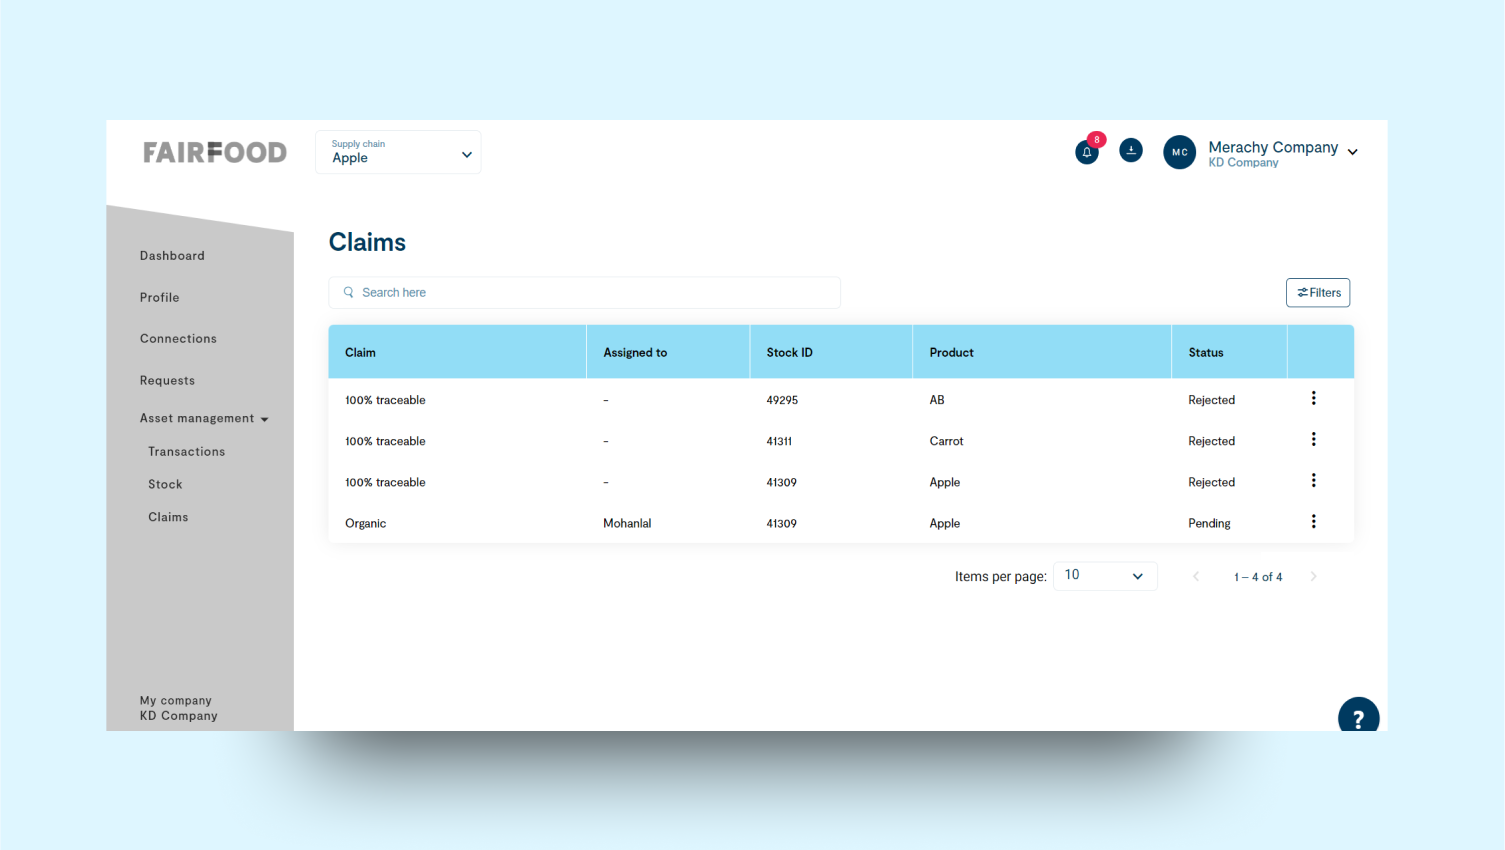 FAIRFOOD
Supply chain
Apple
8
MC
Merachy Company
KD Company
Dashboard
Profile
Connections
Requests
Asset management
Transactions
Stock
Claims
My company
KD Company
Claims
Search here
Filters
Claim Assigned to Stock ID Product Status
100% traceable - 49295 AB Rejected
100% traceable - 41311 Carrot Rejected
100% traceable - 41309 Apple Rejected
Organic Mohanlal 41309 Apple Pending
Items per page: 10 1 – 4 of 4
?